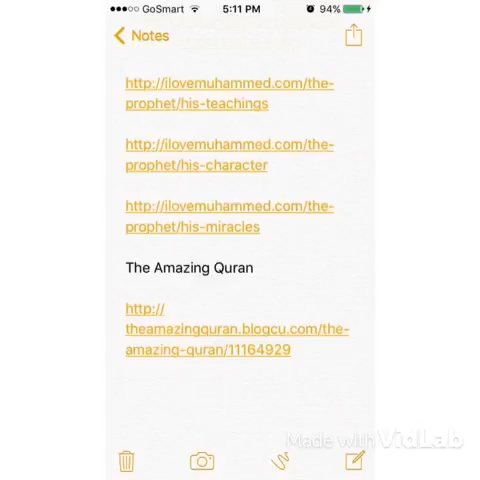 ●●●○○ GoSmart 5:11 PM 94%
Notes
http://ilovemuhammed.com/the-
prophet/his-teachings
http://ilovemuhammed.com/the-
prophet/his-character
http://ilovemuhammed.com/the-
prophet/his-miracles
The Amazing Quran
http://
theamazingquran.blogcu.com/the-
amazing-quran/11164929
Made with VidLab